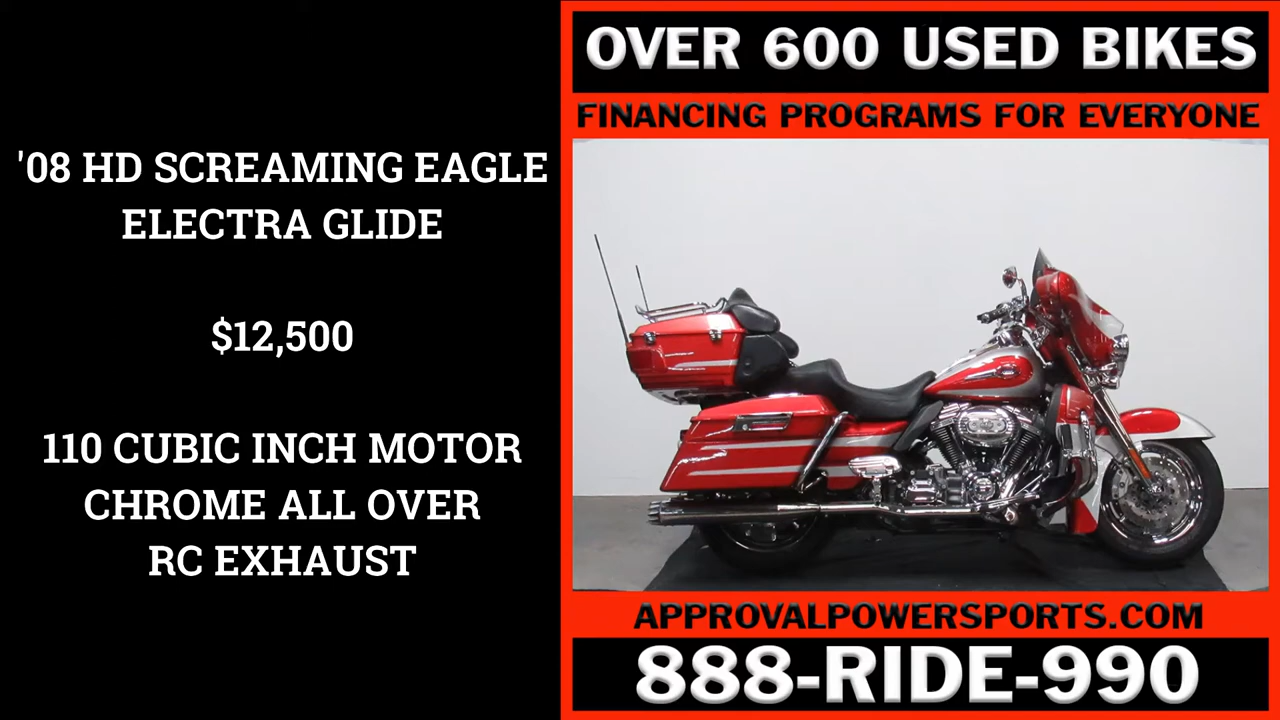 '08 HD SCREAMING EAGLE
ELECTRA GLIDE
$12,500
110 CUBIC INCH MOTOR
CHROME ALL OVER
RC EXHAUST
OVER 600 USED BIKES
FINANCING PROGRAMS FOR EVERYONE
APPROVALPOWERSPORTS.COM
888-RIDE-990